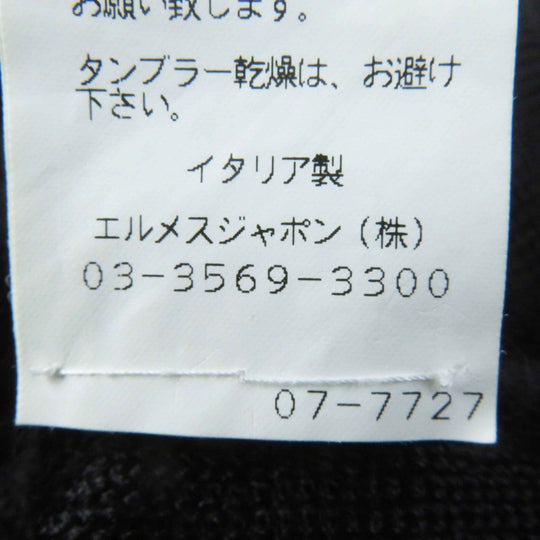 お願い致します。
タンブラー乾燥は、お避け
下さい。
イタリア製
エルメスジャポン(株)
03-3569-3300
07-7727